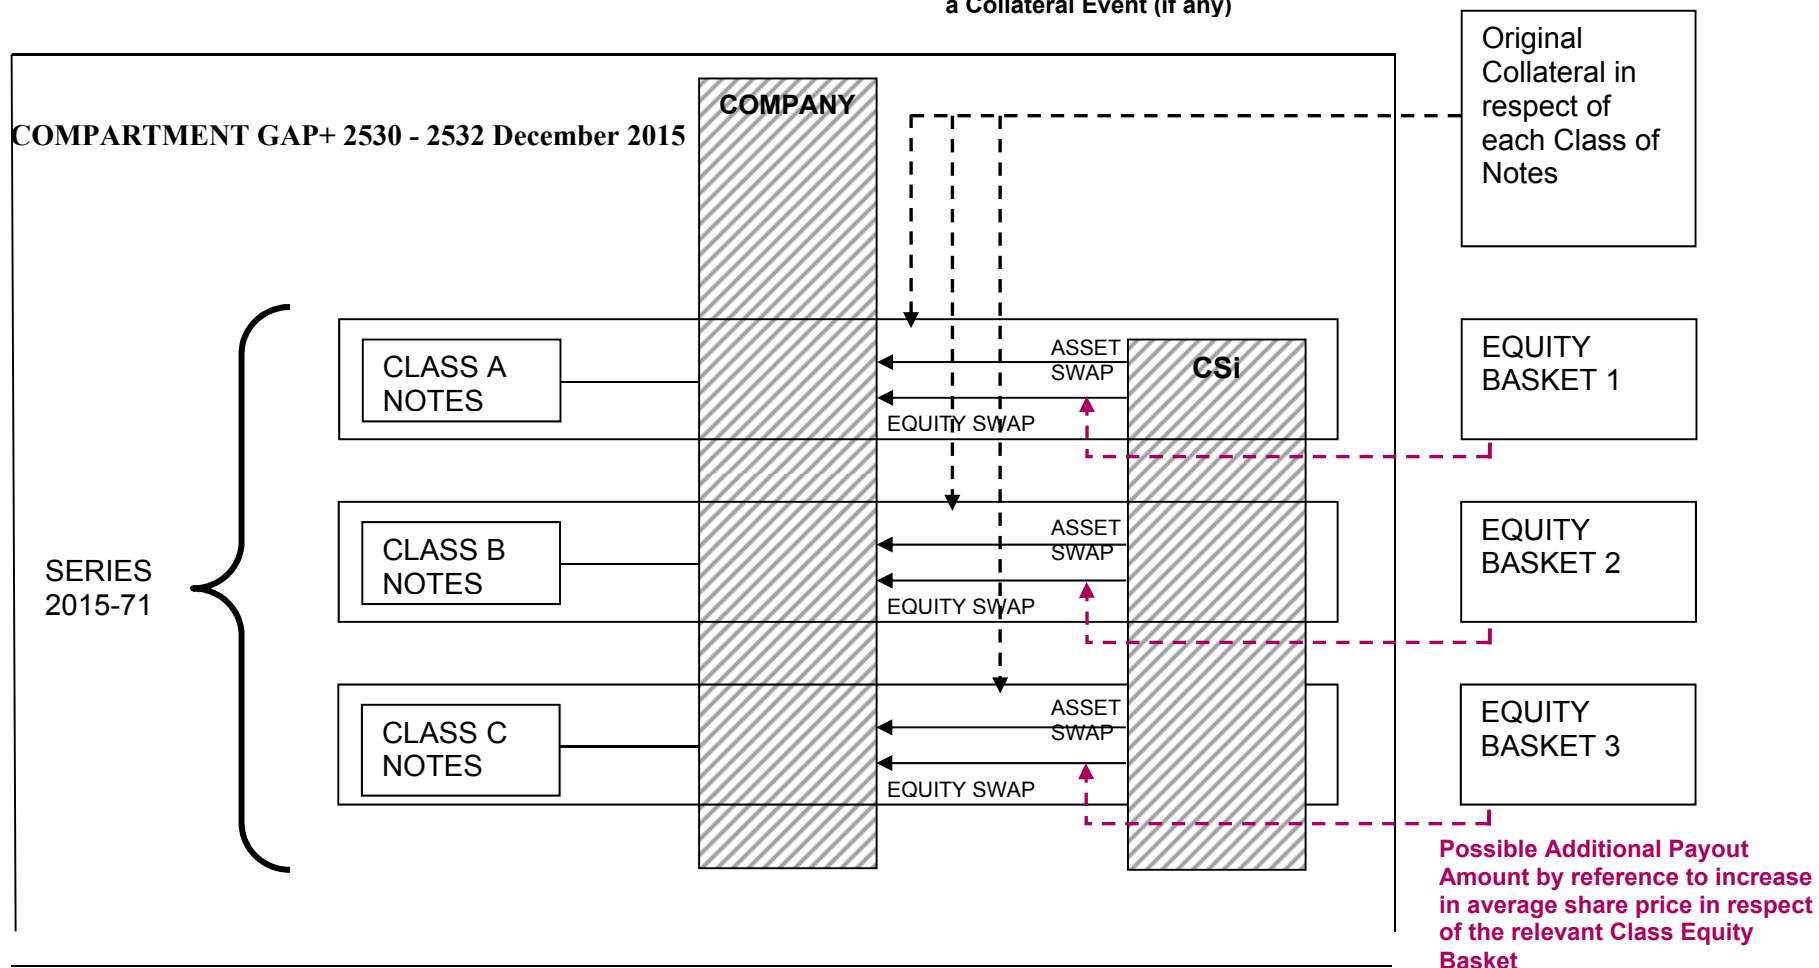 a Collateral Event (if any)
Original
Collateral in
respect of
each Class of
Notes
COMPANY
COMPARTMENT GAP+ 2530 - 2532 December 2015
CLASS A
NOTES
ASSET
SWAP
EQUITY SWAP
CSi
EQUITY
BASKET 1
SERIES
2015-71
CLASS B
NOTES
ASSET
SWAP
EQUITY SWAP
EQUITY
BASKET 2
CLASS C
NOTES
ASSET
SWAP
EQUITY SWAP
EQUITY
BASKET 3
Possible Additional Payout
Amount by reference to increase
in average share price in respect
of the relevant Class Equity
Basket